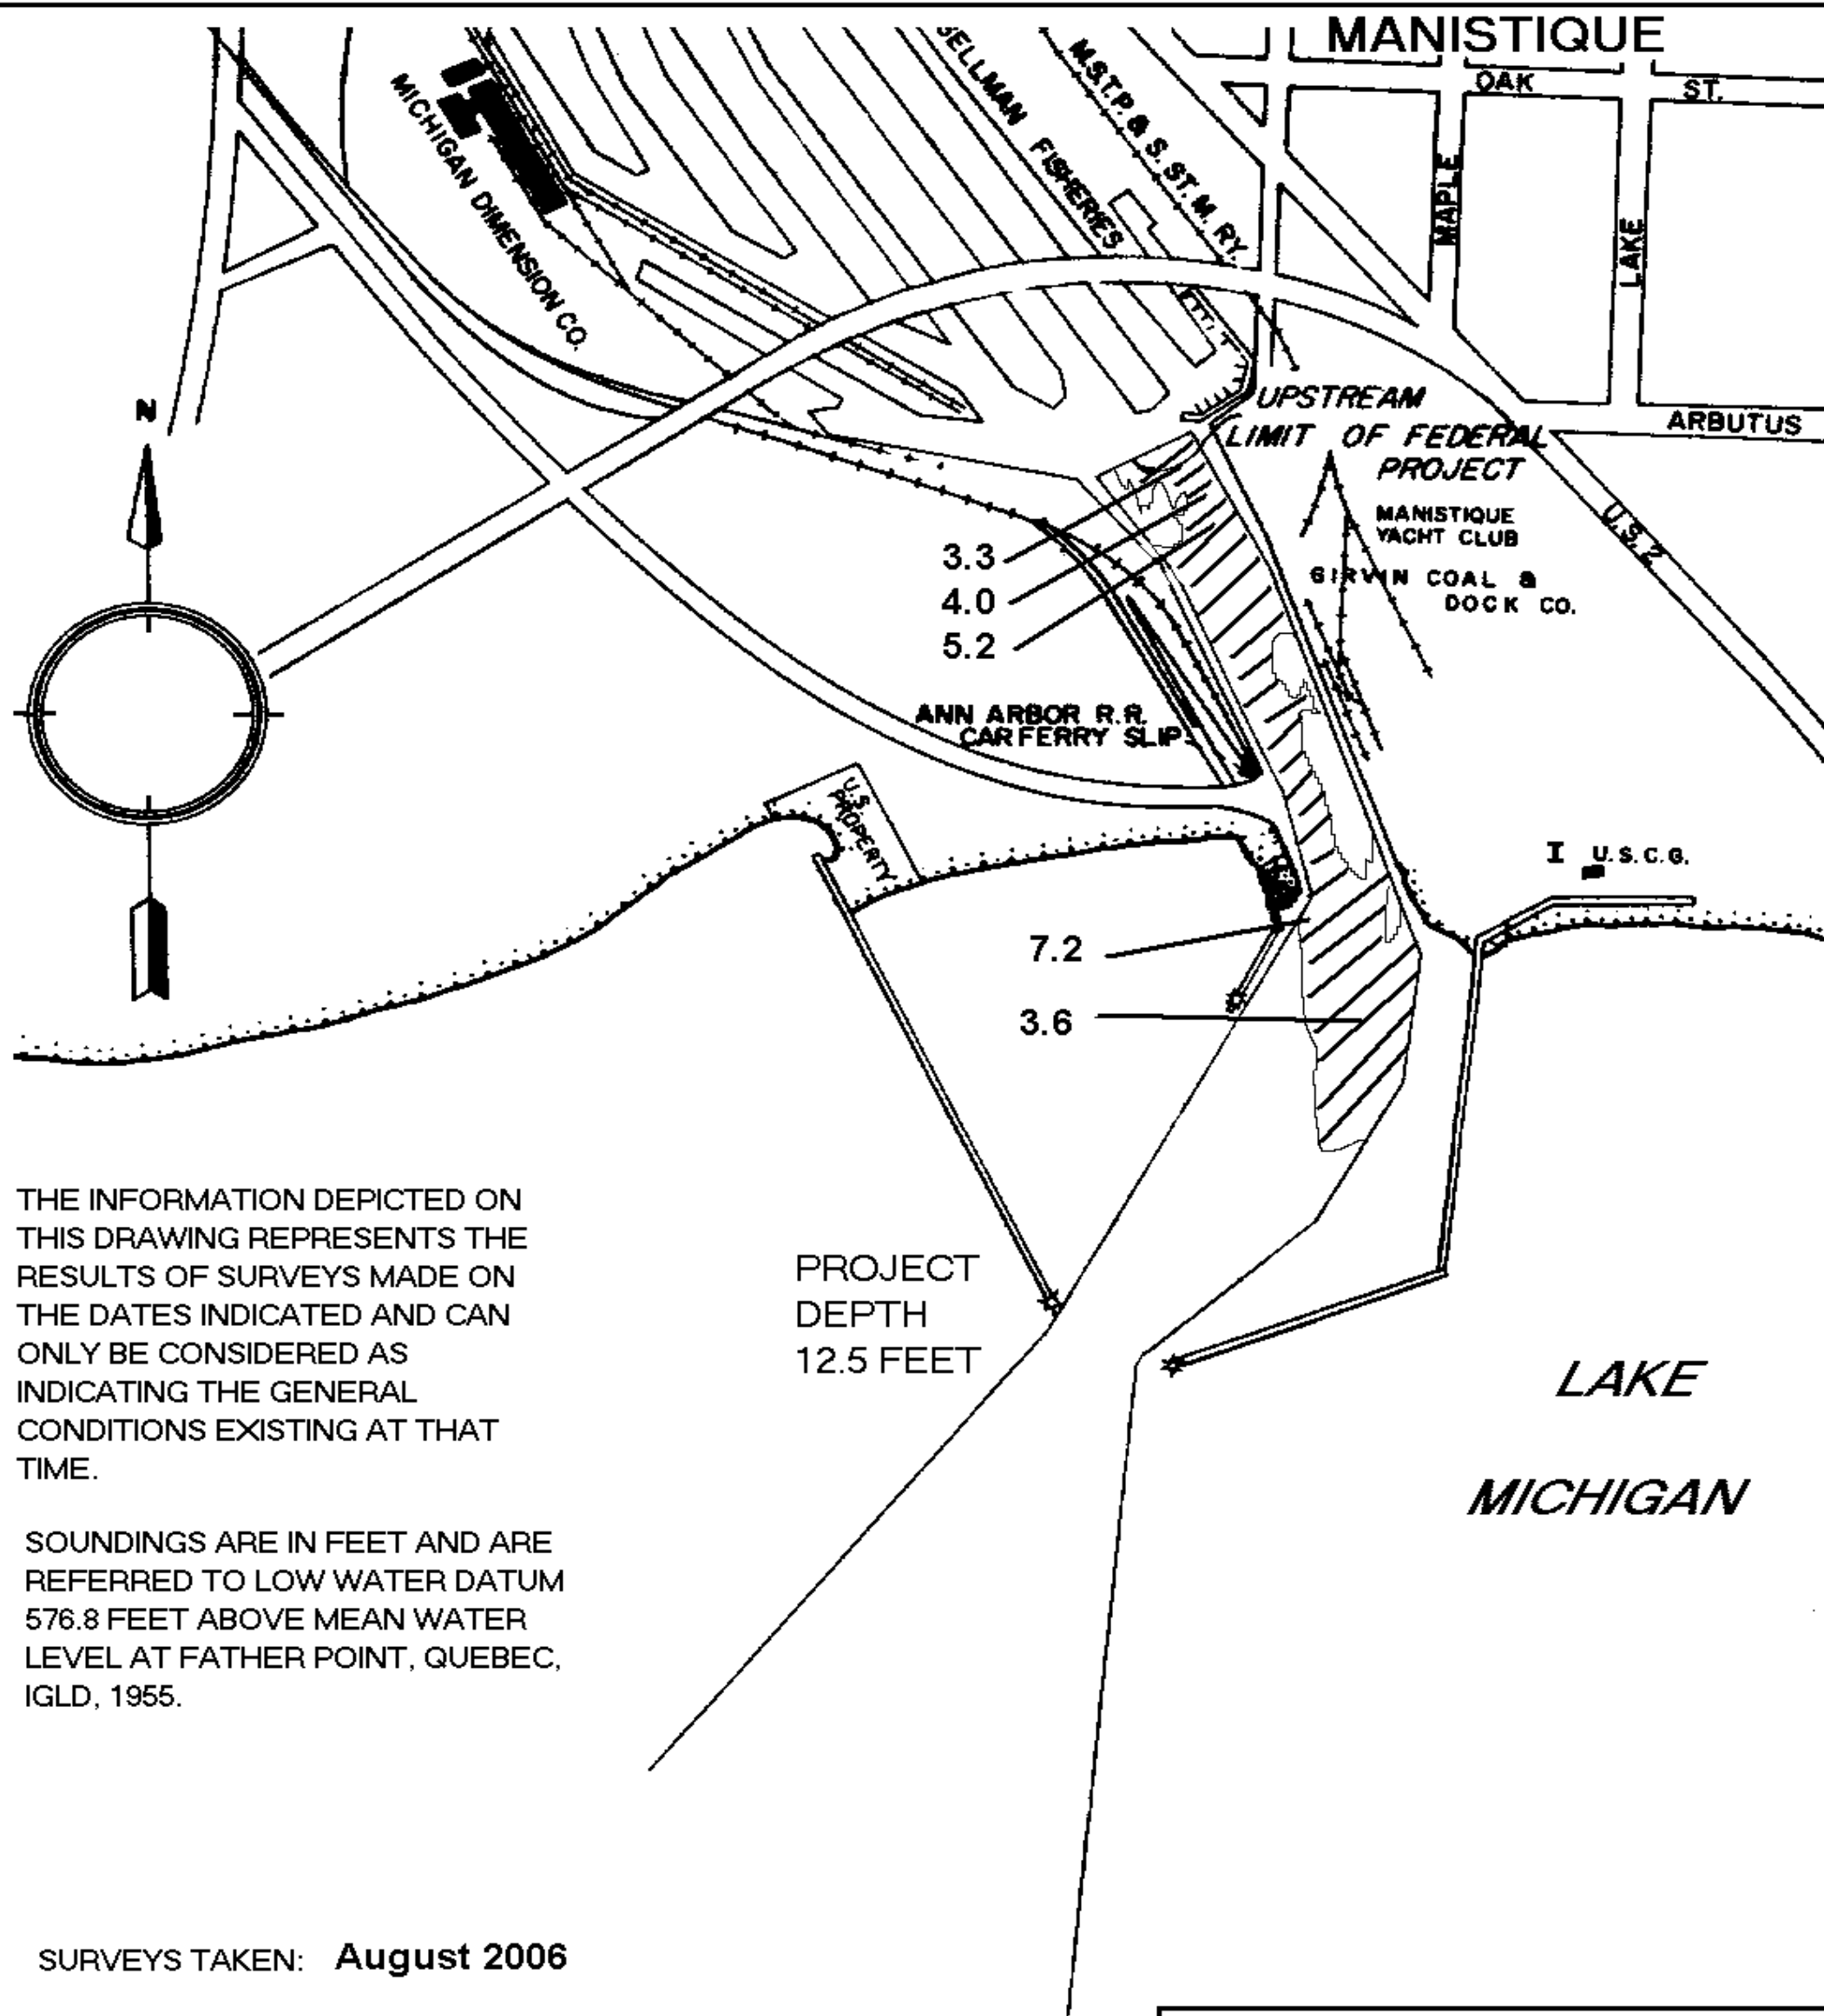 MANISTIQUE
OAK ST.
MAPLE
LAKE
ARBUTUS
U.S. 2
M.ST.P. & S. ST. M. RY.
SELLMAN FISHERIES
MICHIGAN DIMENSION CO.
N
UPSTREAM
LIMIT OF FEDERAL
PROJECT
MANISTIQUE
YACHT CLUB
GIRVIN COAL &
DOCK CO.
3.3
4.0
5.2
ANN ARBOR R.R.
CAR FERRY SLIP
U.S.
PROPERTY
I U.S.C.G.
7.2
3.6
THE INFORMATION DEPICTED ON
THIS DRAWING REPRESENTS THE
RESULTS OF SURVEYS MADE ON
THE DATES INDICATED AND CAN
ONLY BE CONSIDERED AS
INDICATING THE GENERAL
CONDITIONS EXISTING AT THAT
TIME.
PROJECT
DEPTH
12.5 FEET
LAKE
MICHIGAN
SOUNDINGS ARE IN FEET AND ARE
REFERRED TO LOW WATER DATUM
576.8 FEET ABOVE MEAN WATER
LEVEL AT FATHER POINT, QUEBEC,
IGLD, 1955.
SURVEYS TAKEN: August 2006